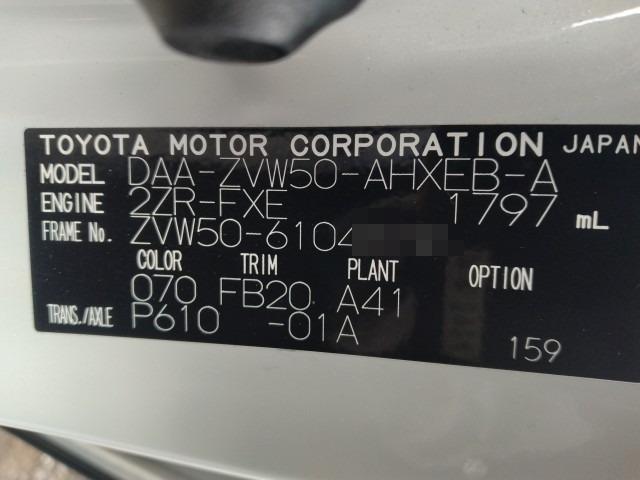 TOYOTA MOTOR CORPORATION JAPAN
MODEL DAA-ZVW50-AHXEB-A
ENGINE 2ZR-FXE 1797 mL
FRAME No. ZVW50-6104
COLOR TRIM PLANT OPTION
070 FB20 A41
TRANS./AXLE P610 -01A
159